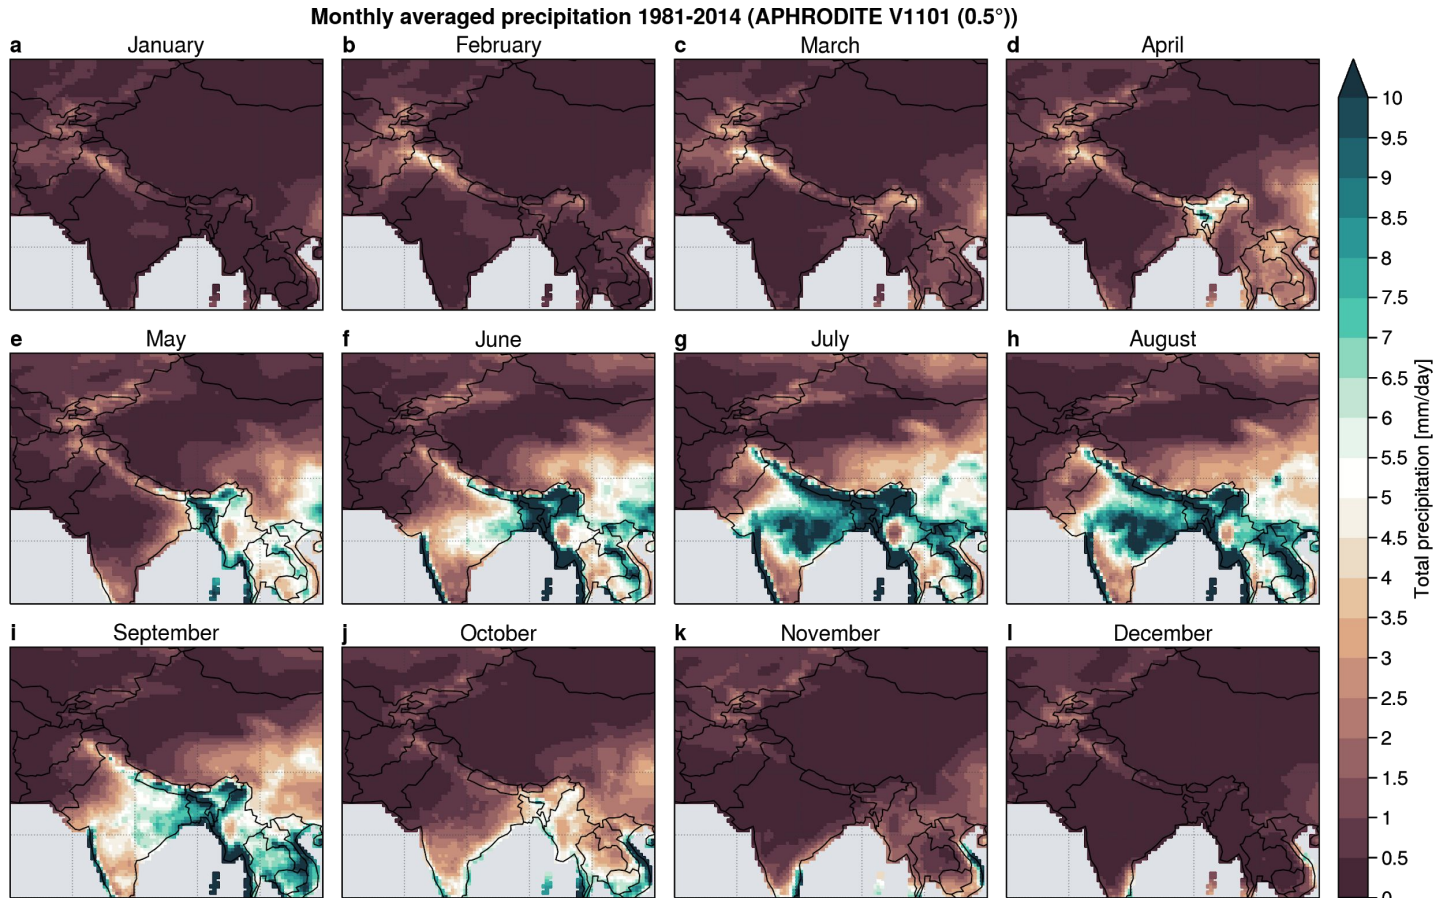 Monthly averaged precipitation 1981-2014 (APHRODITE V1101 (0.5°))
a January
b February
c March
d April
e May
f June
g July
h August
i September
j October
k November
l December
10
9.5
9
8.5
8
7.5
7
6.5
6
5.5
5
4.5
4
3.5
3
2.5
2
1.5
1
0.5
0
Total precipitation [mm/day]